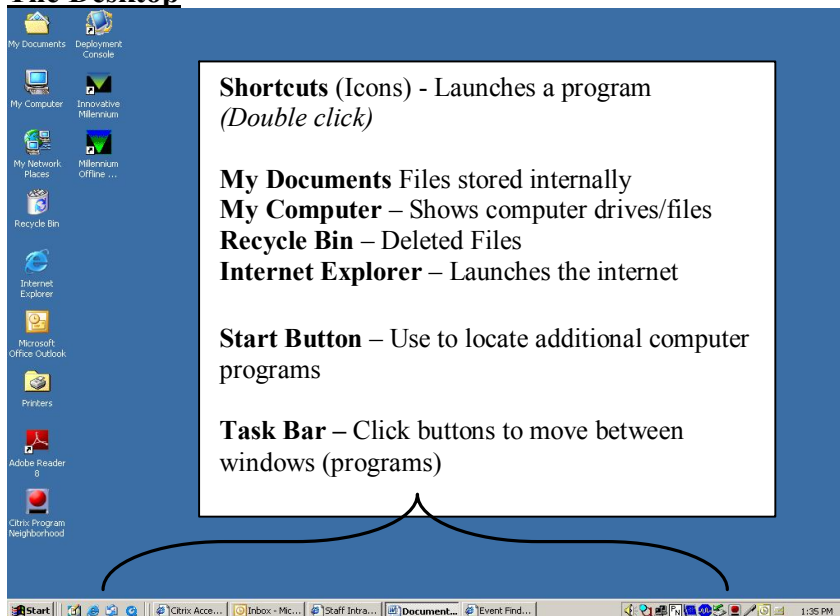 The Desktop
My Documents
Deployment
Console
My Computer
Innovative
Millennium
My Network
Places
Millennium
Offline ...
Recycle Bin
Internet
Explorer
Microsoft
Office Outlook
Printers
Adobe Reader
8
Citrix Program
Neighborhood
Shortcuts (Icons) - Launches a program
(Double click)
My Documents Files stored internally
My Computer – Shows computer drives/files
Recycle Bin – Deleted Files
Internet Explorer – Launches the internet
Start Button – Use to locate additional computer
programs
Task Bar – Click buttons to move between
windows (programs)
Start Citrix Acce... Inbox - Mic... Staff Intra... Document... Event Find... 1:35 PM